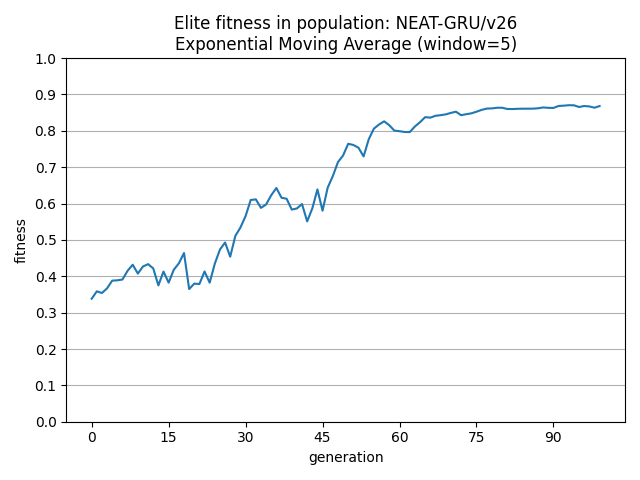 Elite fitness in population: NEAT-GRU/v26
Exponential Moving Average (window=5)
fitness
1.0
0.9
0.8
0.7
0.6
0.5
0.4
0.3
0.2
0.1
0.0
0 15 30 45 60 75 90
generation